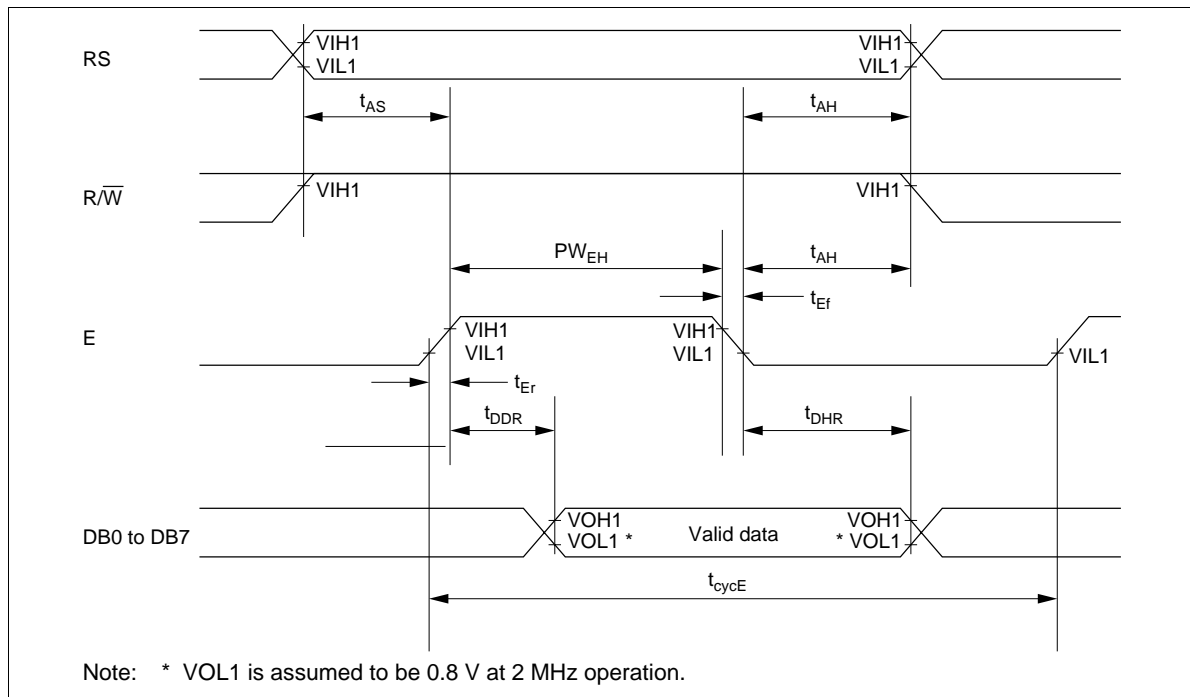 RS
VIH1
VIL1
VIH1
VIL1
tAS
tAH
R/W̅
VIH1
VIH1
PWEH
tAH
tEf
E
VIH1
VIL1
VIH1
VIL1
VIL1
tEr
tDDR
tDHR
DB0 to DB7
VOH1
VOL1 *
Valid data
VOH1
* VOL1
tcycE
Note: * VOL1 is assumed to be 0.8 V at 2 MHz operation.